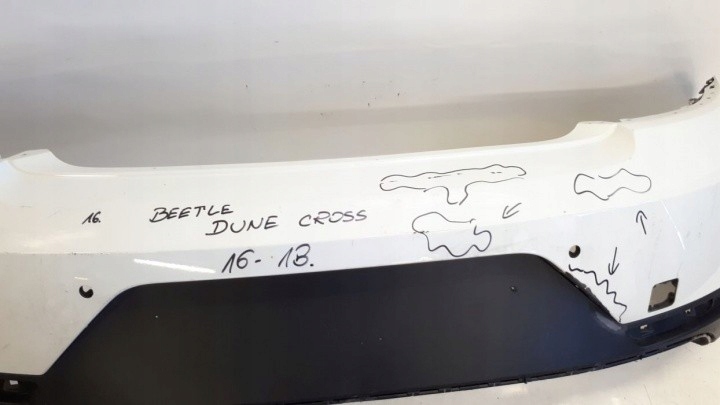 16.
BEETLE
DUNE CROSS
16-18.